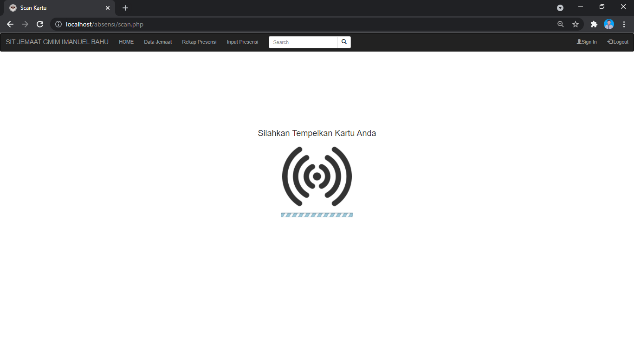 Scan Kartu
localhost/absensi/scan.php
SIT JEMAAT GMIM IMANUEL BAHU HOME Data Jemaat Rekap Presensi Input Presensi Search Sign In Logout
Silahkan Tempelkan Kartu Anda